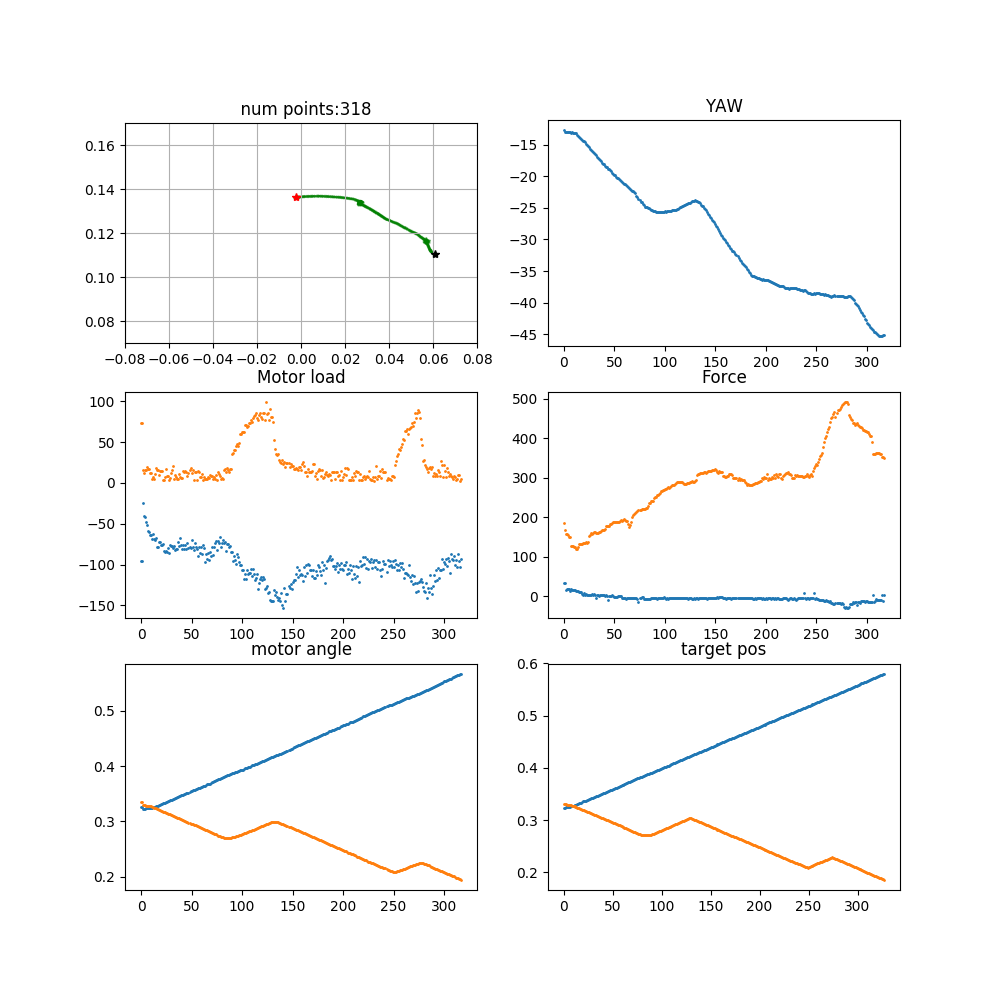 num points:318
0.16
0.14
0.12
0.10
0.08
−0.08 −0.06 −0.04 −0.02 0.00 0.02 0.04 0.06 0.08
YAW
−15
−20
−25
−30
−35
−40
−45
0 50 100 150 200 250 300
Motor load
100
50
0
−50
−100
−150
0 50 100 150 200 250 300
Force
500
400
300
200
100
0
0 50 100 150 200 250 300
motor angle
0.5
0.4
0.3
0.2
0 50 100 150 200 250 300
target pos
0.6
0.5
0.4
0.3
0.2
0 50 100 150 200 250 300